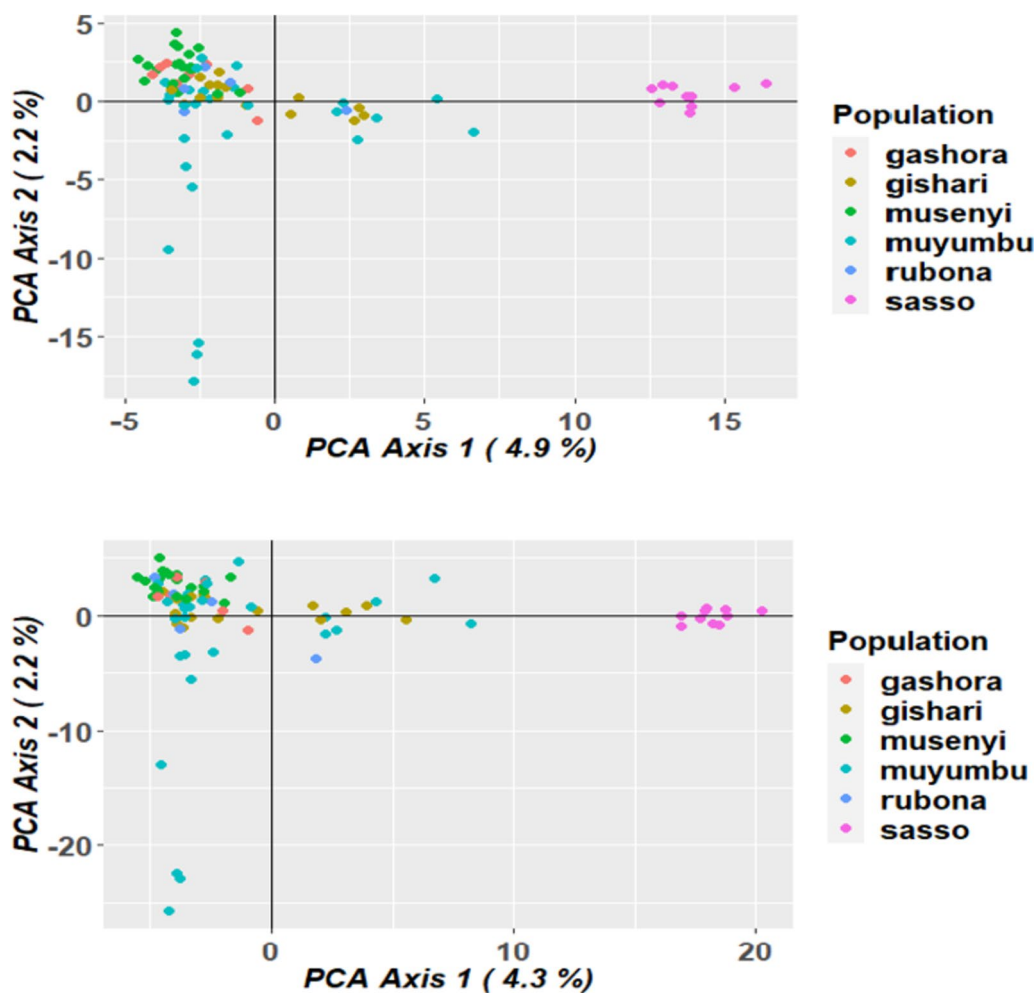 5
0
-5
-10
-15
PCA Axis 2 ( 2.2 %)
-5
0
5
10
15
PCA Axis 1 ( 4.9 %)
Population
gashora
gishari
musenyi
muyumbu
rubona
sasso
0
-10
-20
PCA Axis 2 ( 2.2 %)
0
10
20
PCA Axis 1 ( 4.3 %)
Population
gashora
gishari
musenyi
muyumbu
rubona
sasso